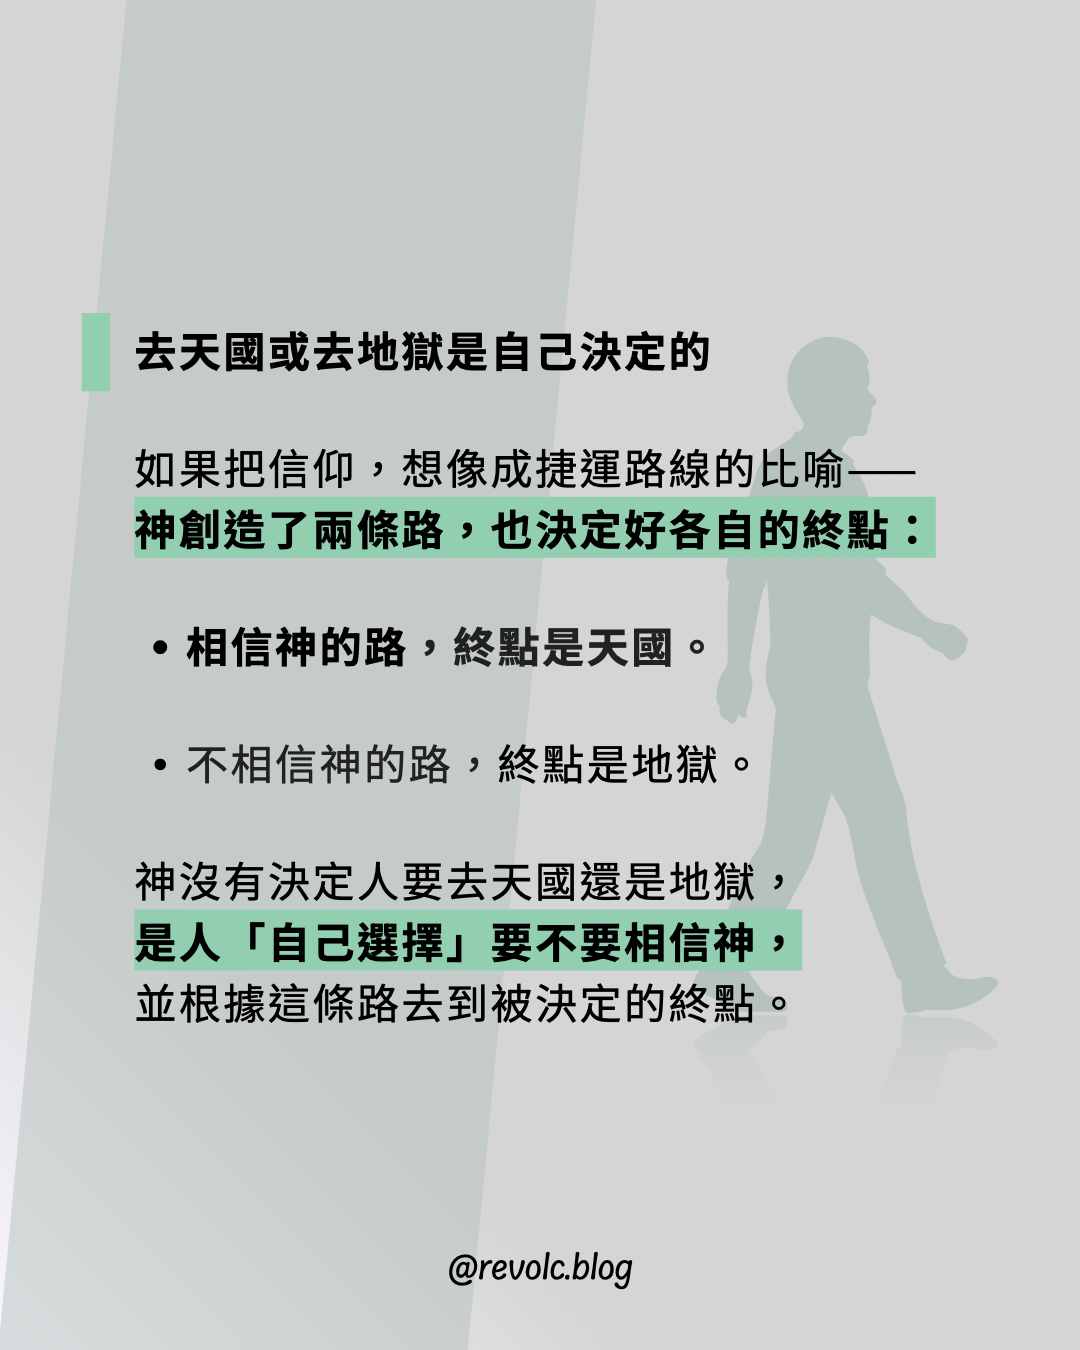 去天國或去地獄是自己決定的
如果把信仰，想像成捷運路線的比喻——
神創造了兩條路，也決定好各自的終點：
• 相信神的路，終點是天國。
• 不相信神的路，終點是地獄。
神沒有決定人要去天國還是地獄，
是人「自己選擇」要不要相信神，
並根據這條路去到被決定的終點。
@revolc.blog